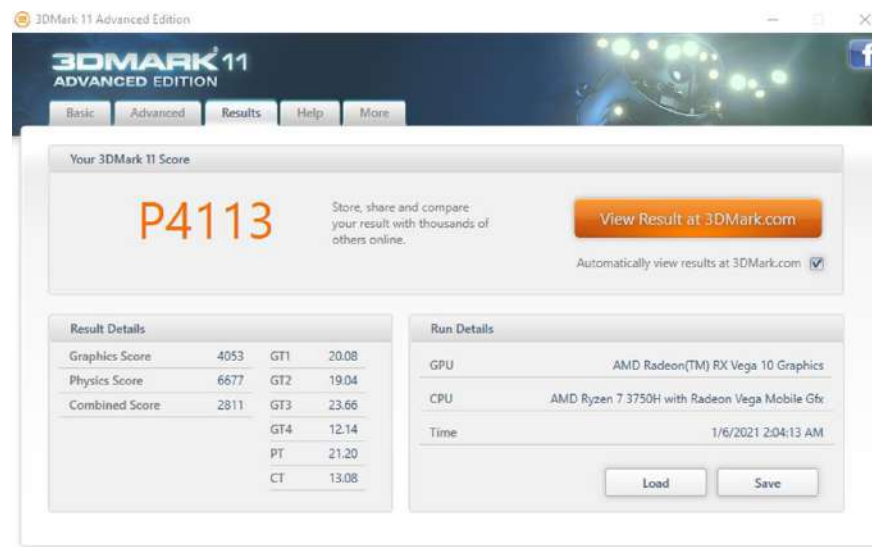 3DMark 11 Advanced Edition
3DMARK 11
ADVANCED EDITION
f
Basic Advanced Results Help More
Your 3DMark 11 Score
P4113
Store, share and compare
your result with thousands of
others online.
View Result at 3DMark.com
Automatically view results at 3DMark.com
Result Details
Graphics Score 4053 GT1 20.08
Physics Score 6677 GT2 19.04
Combined Score 2811 GT3 23.66
GT4 12.14
PT 21.20
CT 13.08
Run Details
GPU AMD Radeon(TM) RX Vega 10 Graphics
CPU AMD Ryzen 7 3750H with Radeon Vega Mobile Gfx
Time 1/6/2021 2:04:13 AM
Load Save